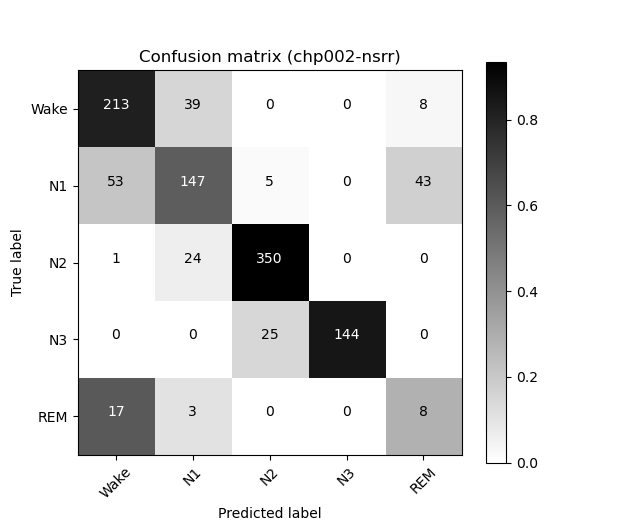 Confusion matrix (chp002-nsrr)
Wake 213 39 0 0 8
N1 53 147 5 0 43
N2 1 24 350 0 0
N3 0 0 25 144 0
REM 17 3 0 0 8
Wake N1 N2 N3 REM
Predicted label
True label
0.8
0.6
0.4
0.2
0.0